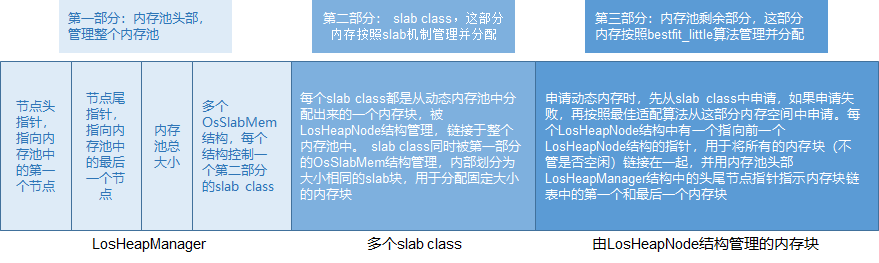 第一部分：内存池头部，
管理整个内存池
第二部分： slab class，这部分
内存按照slab机制管理并分配
第三部分：内存池剩余部分，这部分
内存按照bestfit_little算法管理并分配
节点头
指针，
指向内
存池中
的第一
个节点
节点尾
指针，
指向内
存池中
的最后
一个节
点
内存
池总
大小
多个
OsSlabMem
结构，每个
结构控制一
个第二部分
的slab class
每个slab class都是从动态内存池中分
配出来的一个内存块，被
LosHeapNode结构管理，链接于整个
内存池中。 slab class同时被第一部分
的OsSlabMem结构管理，内部划分为
大小相同的slab块，用于分配固定大小
的内存块
申请动态内存时，先从slab class中申请，如果申请失
败，再按照最佳适配算法从这部分内存空间中申请。每
个LosHeapNode结构中有一个指向前一个
LosHeapNode结构的指针，用于将所有的内存块（不
管是否空闲）链接在一起，并用内存池头部
LosHeapManager结构中的头尾节点指针指示内存块链
表中的第一个和最后一个内存块
LosHeapManager
多个slab class
由LosHeapNode结构管理的内存块